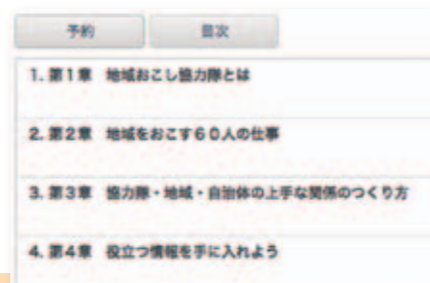 予約 目次
1. 第1章 地域おこし協力隊とは
2. 第2章 地域をおこす60人の仕事
3. 第3章 協力隊・地域・自治体の上手な関係のつくり方
4. 第4章 役立つ情報を手に入れよう